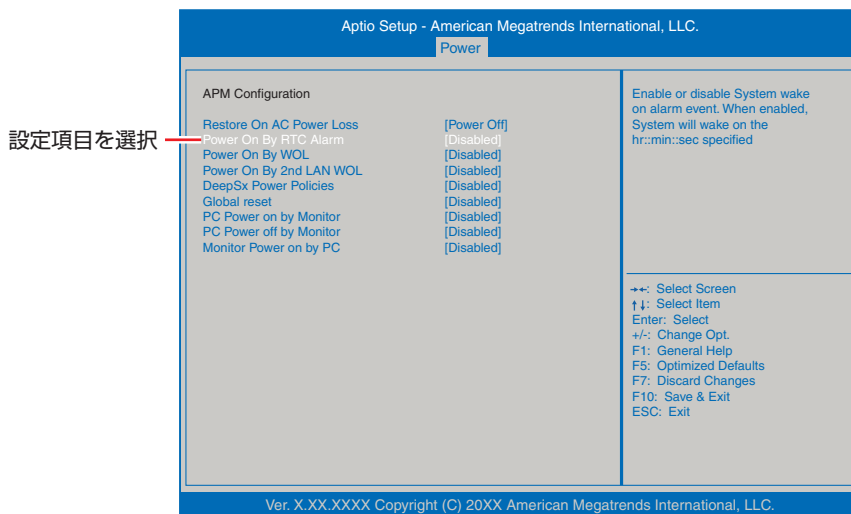 Aptio Setup - American Megatrends International, LLC.
Power
APM Configuration
Restore On AC Power Loss [Power Off]
設定項目を選択
Power On By RTC Alarm [Disabled]
Power On By WOL [Disabled]
Power On By 2nd LAN WOL [Disabled]
DeepSx Power Policies [Disabled]
Global reset [Disabled]
PC Power on by Monitor [Disabled]
PC Power off by Monitor [Disabled]
Monitor Power on by PC [Disabled]
Enable or disable System wake
on alarm event. When enabled,
System will wake on the
hr::min::sec specified
→←: Select Screen
↑↓: Select Item
Enter: Select
+/-: Change Opt.
F1: General Help
F5: Optimized Defaults
F7: Discard Changes
F10: Save & Exit
ESC: Exit
Ver. X.XX.XXXX Copyright (C) 20XX American Megatrends International, LLC.